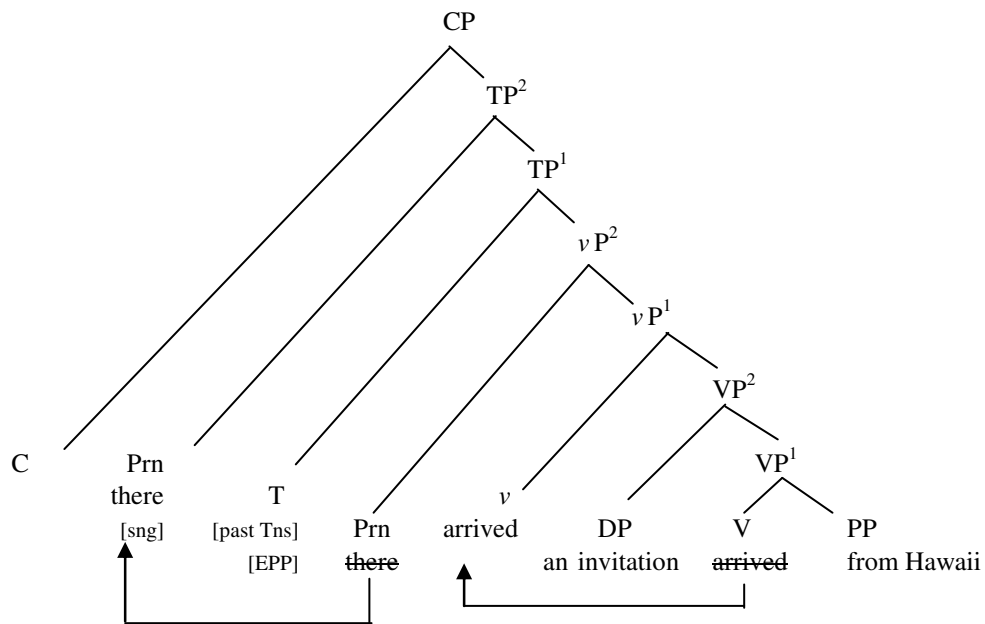 CP
TP²
TP¹
vP²
vP¹
VP²
C Prn VP¹
there T v
[sng] [past Tns] Prn arrived DP V PP
[EPP] there an invitation arrived from Hawaii